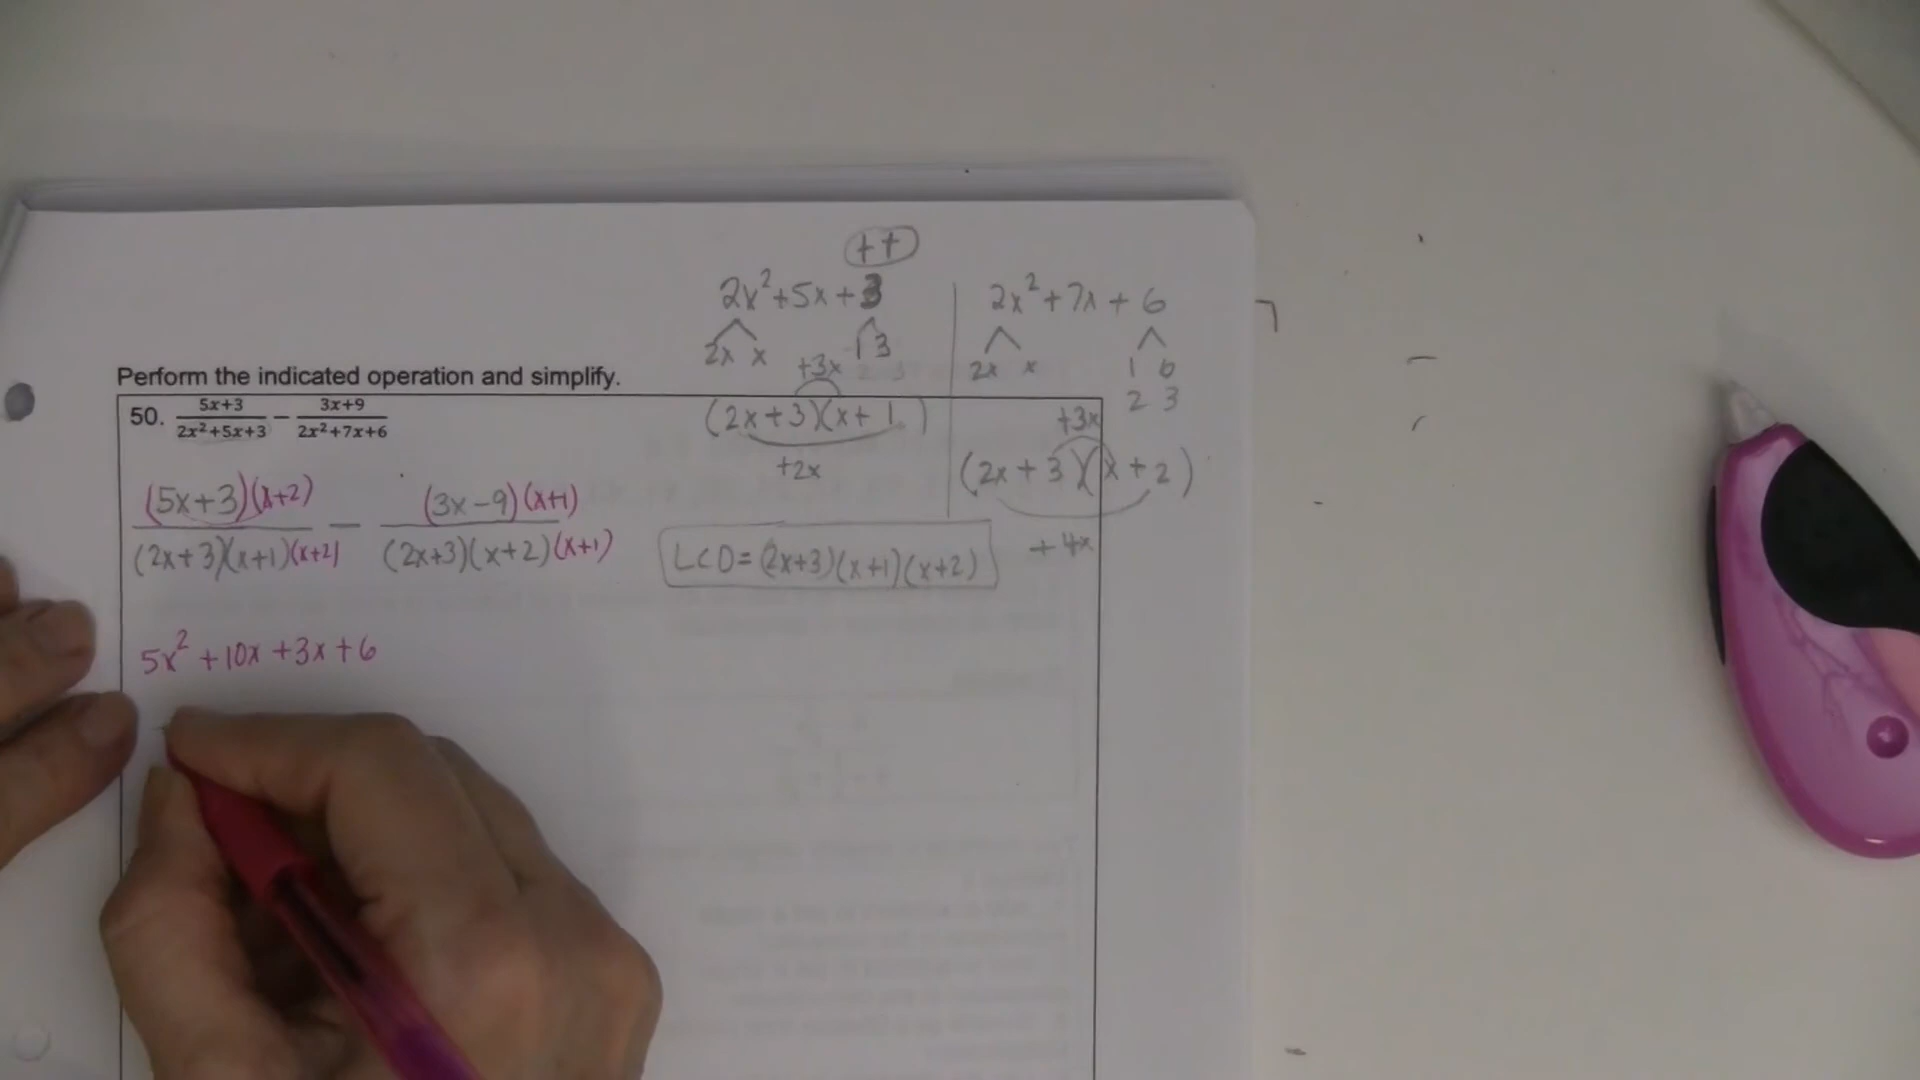 ++
2x²+5x+3
2x²+7x+6
2x x 1 3
2x x 1 6
2 3
+3x
+3x
Perform the indicated operation and simplify.
50. 5x+3/2x²+5x+3 − 3x+9/2x²+7x+6
(2x+3)(x+1)
+2x
(2x+3)(x+2)
+4x
(5x+3)(x+2) − (3x-9)(x+1)
(2x+3)(x+1)(x+2) (2x+3)(x+2)(x+1)
LCD=(2x+3)(x+1)(x+2)
5x²+10x+3x+6